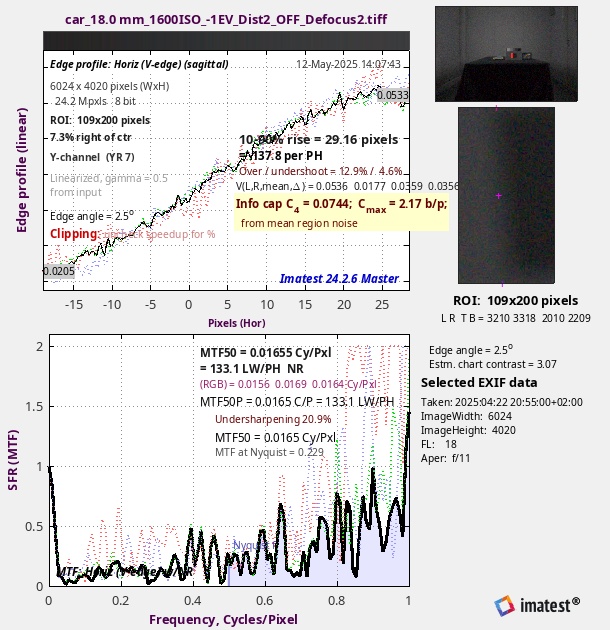 car_18.0 mm_1600ISO_-1EV_Dist2_OFF_Defocus2.tiff
Edge profile: Horiz (V-edge) (sagittal)
12-May-2025 14:07:43
6024 x 4020 pixels (WxH)
24.2 Mpxls 8 bit
0.0533
ROI: 109x200 pixels
7.3% right of ctr
10-90% rise = 29.16 pixels
Y-channel (YR 7)
= 137.8 per PH
Over / undershoot = 12.9% / 4.6%
Linearized, gamma = 0.5
from input
V(L,R,mean,△) = 0.0536 0.0177 0.0359 0.0356
Info cap C4 = 0.0744; Cmax = 2.17 b/p;
Edge angle = 2.5o
from mean region noise
Clipping: uncheck speedup for %
0.0205
Imatest 24.2.6 Master
Edge profile (linear)
-15 -10 -5 0 5 10 15 20 25
Pixels (Hor)
ROI: 109x200 pixels
L R T B = 3210 3318 2010 2209
Edge angle = 2.5o
Estm. chart contrast = 3.07
Selected EXIF data
Taken: 2025:04:22 20:55:00+02:00
ImageWidth: 6024
ImageHeight: 4020
FL: 18
Aper: f/11
MTF50 = 0.01655 Cy/Pxl
= 133.1 LW/PH NR
(RGB) = 0.0156 0.0169 0.0164 Cy/Pxl
MTF50P = 0.0165 C/P = 133.1 LW/PH
Undersharpening 20.9%
MTF50 = 0.0165 Cy/Pxl
MTF at Nyquist = 0.229
Nyquist f
MTF: Horiz (V-edge)
NR
SFR (MTF)
2
1.5
1
0.5
0
0 0.2 0.4 0.6 0.8 1
Frequency, Cycles/Pixel
imatest®